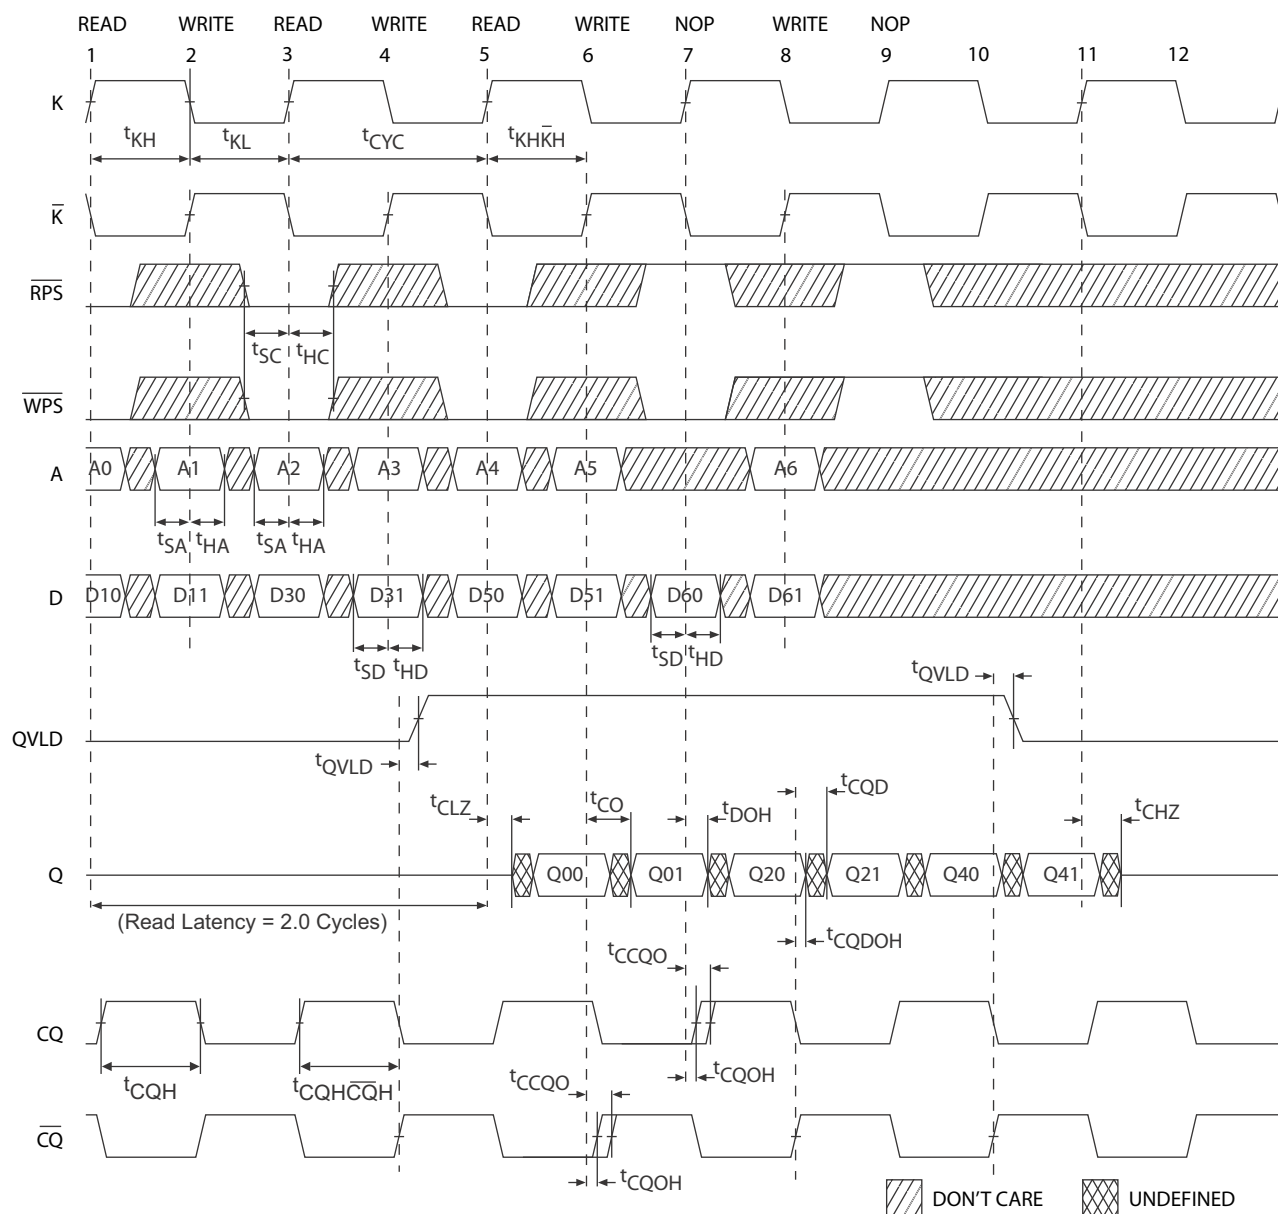 READ WRITE READ WRITE READ WRITE NOP WRITE NOP
1 2 3 4 5 6 7 8 9 10 11 12
K
tKH tKL tCYC tKHK̅H
K̅
R̅P̅S̅
tSC tHC
W̅P̅S̅
A A0 A1 A2 A3 A4 A5 A6
tSA tHA tSA tHA
D D10 D11 D30 D31 D50 D51 D60 D61
tSD tHD tSD tHD
tQVLD
QVLD
tQVLD
tCLZ tCO tDOH tCQD tCHZ
Q Q00 Q01 Q20 Q21 Q40 Q41
(Read Latency = 2.0 Cycles)
tCQDOH
tCCQO
CQ
tCQH tCQHC̅Q̅H tCCQO tCQOH
C̅Q̅
tCQOH
DON'T CARE UNDEFINED